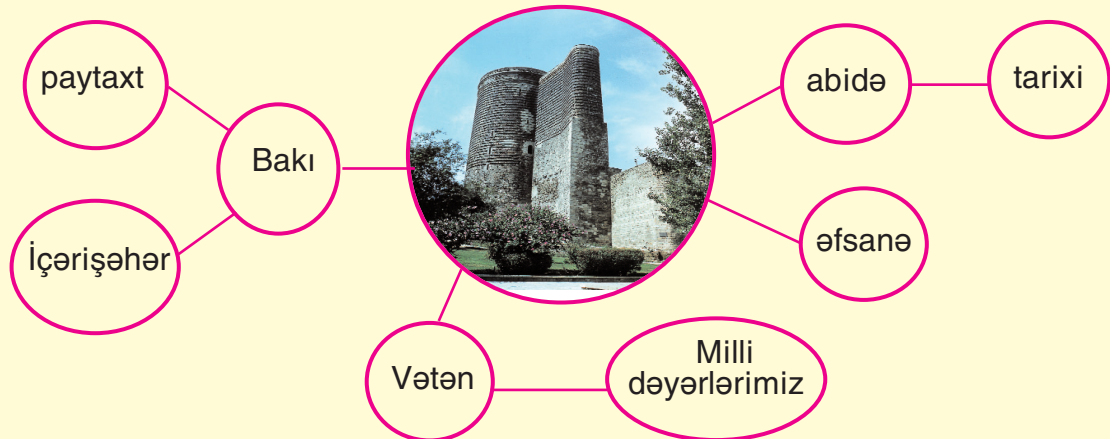 paytaxt
Bakı
İçərişəhər
abidə
tarixi
əfsanə
Vətən
Milli
dəyərlərimiz